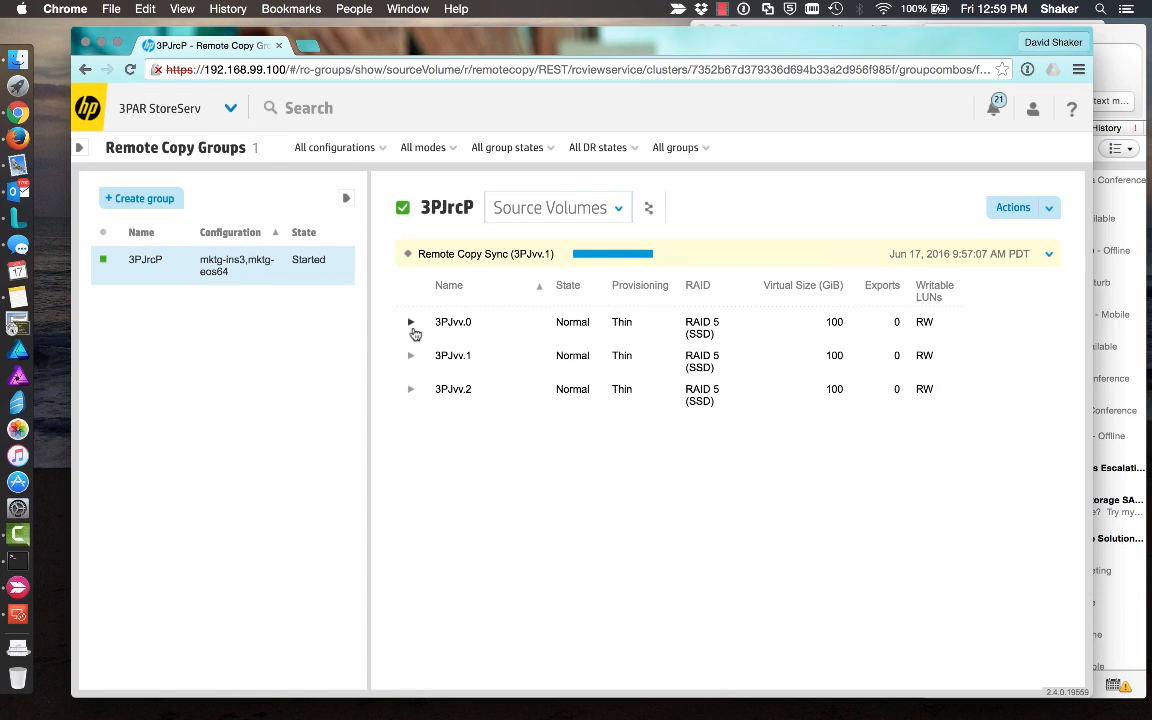 Chrome File Edit View History Bookmarks People Window Help 100% Fri 12:59 PM Shaker
3PJrcP - Remote Copy Gr
David Shaker
https://192.168.99.100/#/rc-groups/show/sourceVolume/r/remotecopy/REST/rcviewservice/clusters/7352b67d379336d694b33a2d956f985f/groupcombos/f...
text m...
hp 3PAR StoreServ Search 21 ?
History !
Remote Copy Groups 1 All configurations All modes All group states All DR states All groups
a Conference
+ Create group
3PJrcP Source Volumes Actions
ilable
Name Configuration State
- Offline
Remote Copy Sync (3PJvv.1) Jun 17, 2016 9:57:07 AM PDT
3PJrcP mktg-ins3,mktg-eos64 Started
turb
Name State Provisioning RAID Virtual Size (GiB) Exports Writable LUNs
- Mobile
3PJvv.0 Normal Thin RAID 5 (SSD) 100 0 RW
ailable
3PJvv.1 Normal Thin RAID 5 (SSD) 100 0 RW
nference
3PJvv.2 Normal Thin RAID 5 (SSD) 100 0 RW
Conference
- Offline
s Escalati...
orage SA...
e? Try my...
e Solution...
eting
ailing
me
ple
2.4.0.19559